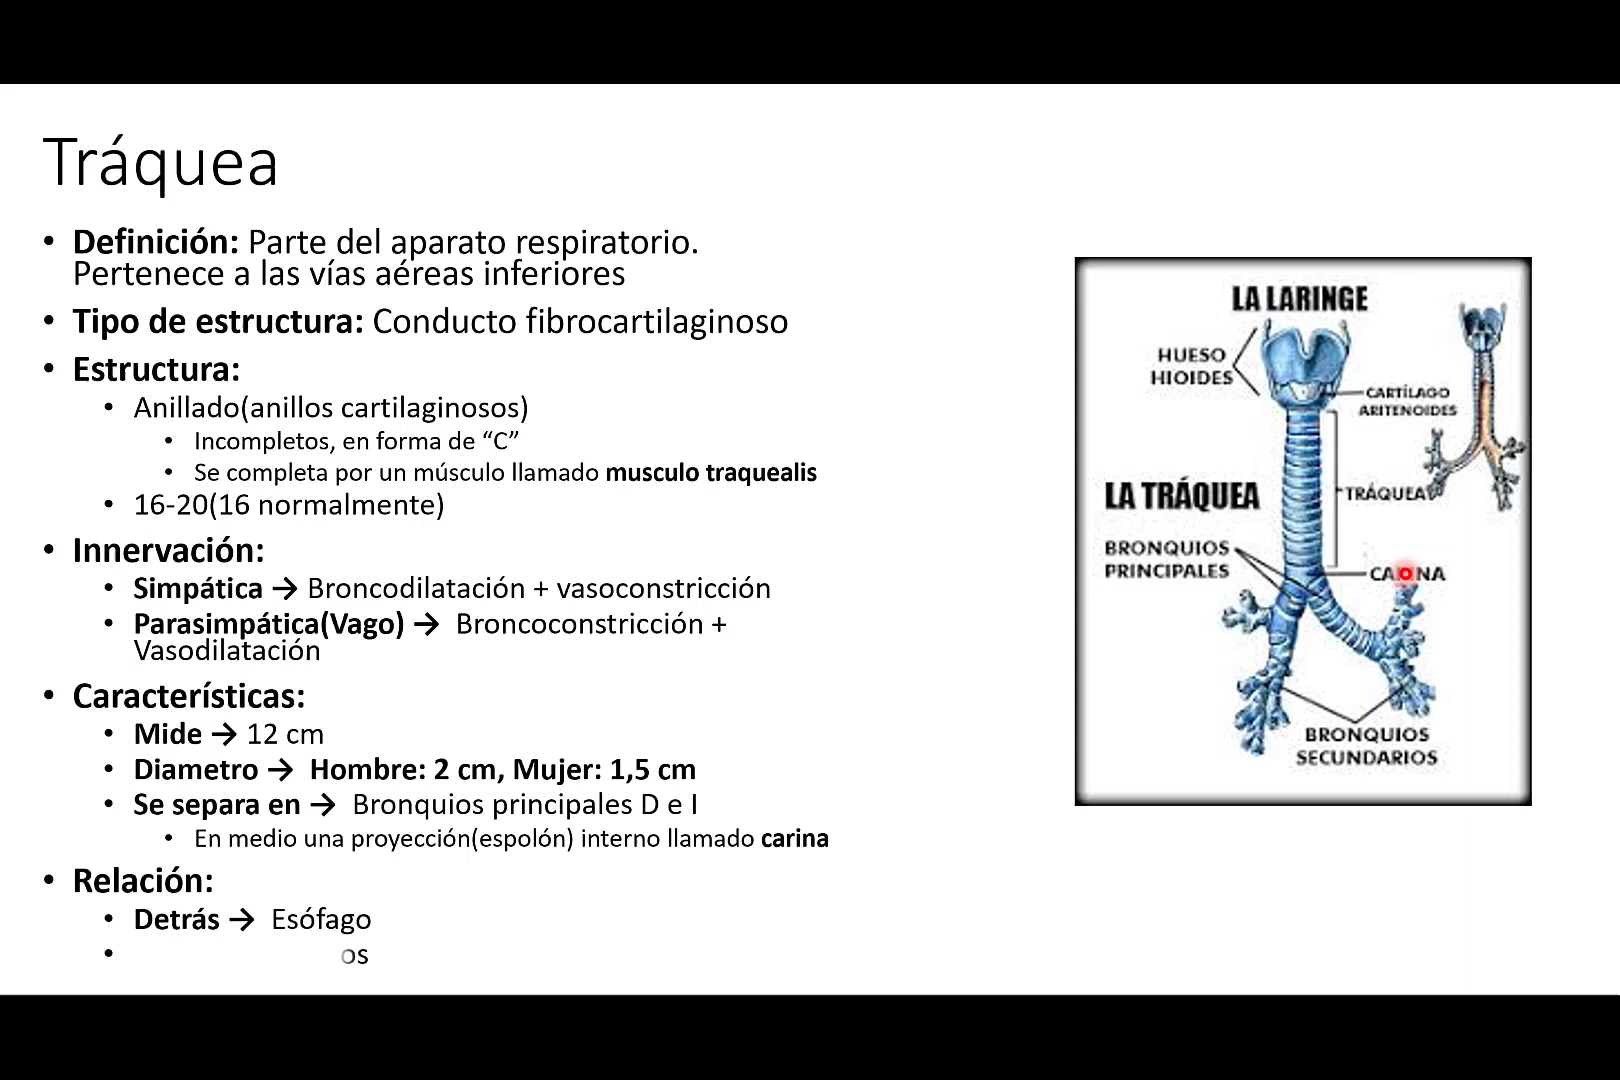 Tráquea
• Definición: Parte del aparato respiratorio.
Pertenece a las vías aéreas inferiores
• Tipo de estructura: Conducto fibrocartilaginoso
• Estructura:
• Anillado(anillos cartilaginosos)
• Incompletos, en forma de “C”
• Se completa por un músculo llamado musculo traquealis
• 16-20(16 normalmente)
• Innervación:
• Simpática → Broncodilatación + vasoconstricción
• Parasimpática(Vago) → Broncoconstricción +
Vasodilatación
• Características:
• Mide → 12 cm
• Diametro → Hombre: 2 cm, Mujer: 1,5 cm
• Se separa en → Bronquios principales D e I
• En medio una proyección(espolón) interno llamado carina
• Relación:
• Detrás → Esófago
• os
LA LARINGE
HUESO
HIOIDES
CARTÍLAGO
ARITENOIDES
LA TRÁQUEA
TRÁQUEA
BRONQUIOS
PRINCIPALES
BRONQUIOS
SECUNDARIOS